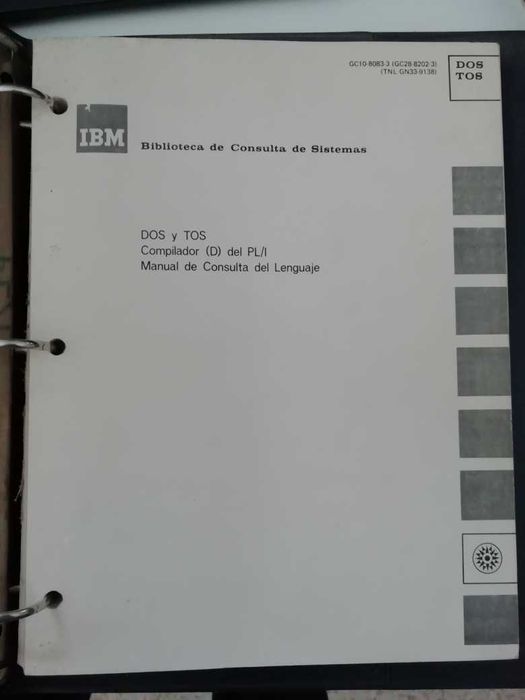 GC10-8083-3 (GC28-8202-3)
(TNL GN33-9138)
DOS
TOS
IBM
Biblioteca de Consulta de Sistemas
DOS y TOS
Compilador (D) del PL/I
Manual de Consulta del Lenguaje